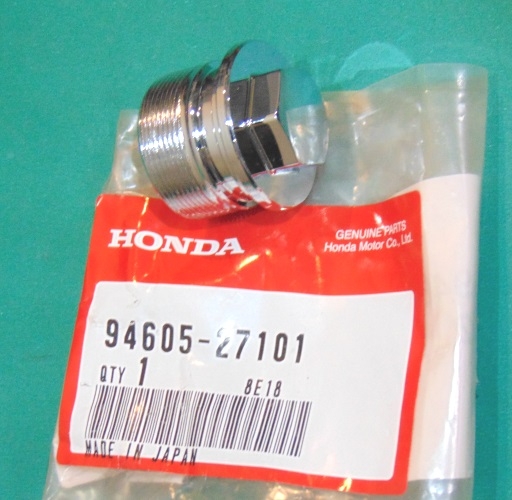 HONDA
GENUINE PARTS
Honda Motor Co., Ltd.
94605-27101
QTY 1
8E18
MADE IN JAPAN